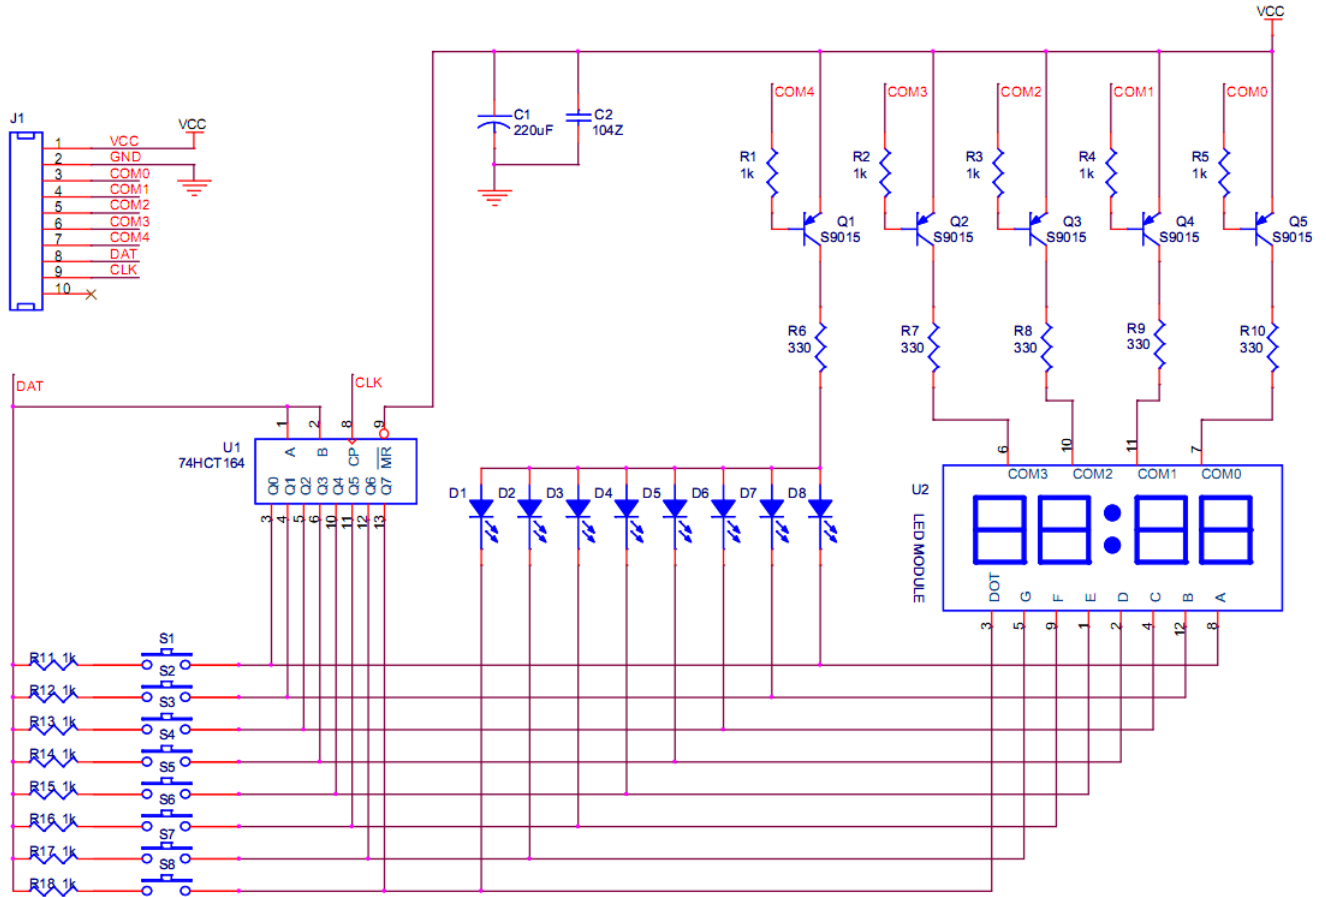 VCC
J1
VCC
1 VCC
2 GND
3 COM0
4 COM1
5 COM2
6 COM3
7 COM4
8 DAT
9 CLK
10
C1
220uF
C2
104Z
COM4
COM3
COM2
COM1
COM0
R1
1k
R2
1k
R3
1k
R4
1k
R5
1k
Q1
S9015
Q2
S9015
Q3
S9015
Q4
S9015
Q5
S9015
R6
330
R7
330
R8
330
R9
330
R10
330
DAT
CLK
1 2 8 9
U1
74HCT164
A B CP MR
Q0 Q1 Q2 Q3 Q4 Q5 Q6 Q7
3 4 5 6 10 11 12 13
D1 D2 D3 D4 D5 D6 D7 D8
6 10 11 7
U2
LED MODULE
COM3 COM2 COM1 COM0
DOT G F E D C B A
3 5 9 1 2 4 12 8
S1
R11 1k
S2
R12 1k
S3
R13 1k
S4
R14 1k
S5
R15 1k
S6
R16 1k
S7
R17 1k
S8
R18 1k